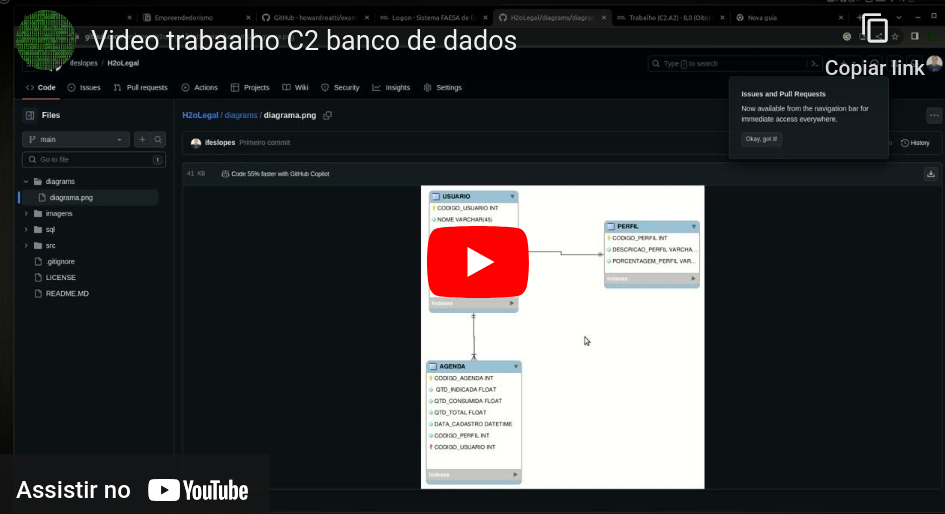 Empreendedorismo
GitHub - howardroatti/exam
Logon - Sistema FAESA de E
H2oLegal/diagrams/diagram
Trabalho (C2.A2) - 8,0 (Oito)
Nova guia
Video trabaalho C2 banco de dados
Copiar link
ifeslopes / H2oLegal
Type / to search
Code
Issues
Pull requests
Actions
Projects
Wiki
Security
Insights
Settings
Issues and Pull Requests
Now available from the navigation bar for
immediate access everywhere.
Okay, got it!
Files
H2oLegal / diagrams / diagrama.png
main
ifeslopes Primeiro commit
History
Go to file
t
41 KB
Code 55% faster with GitHub Copilot
diagrams
diagrama.png
imagens
sql
src
.gitignore
LICENSE
README.MD
USUARIO
CODIGO_USUARIO INT
NOME VARCHAR(45)
Indexes
PERFIL
CODIGO_PERFIL INT
DESCRICAO_PERFIL VARCHA...
PORCENTAGEM_PERFIL VAR...
Indexes
AGENDA
CODIGO_AGENDA INT
QTD_INDICADA FLOAT
QTD_CONSUMIDA FLOAT
QTD_TOTAL FLOAT
DATA_CADASTRO DATETIME
CODIGO_PERFIL INT
CODIGO_USUARIO INT
Indexes
Assistir no YouTube